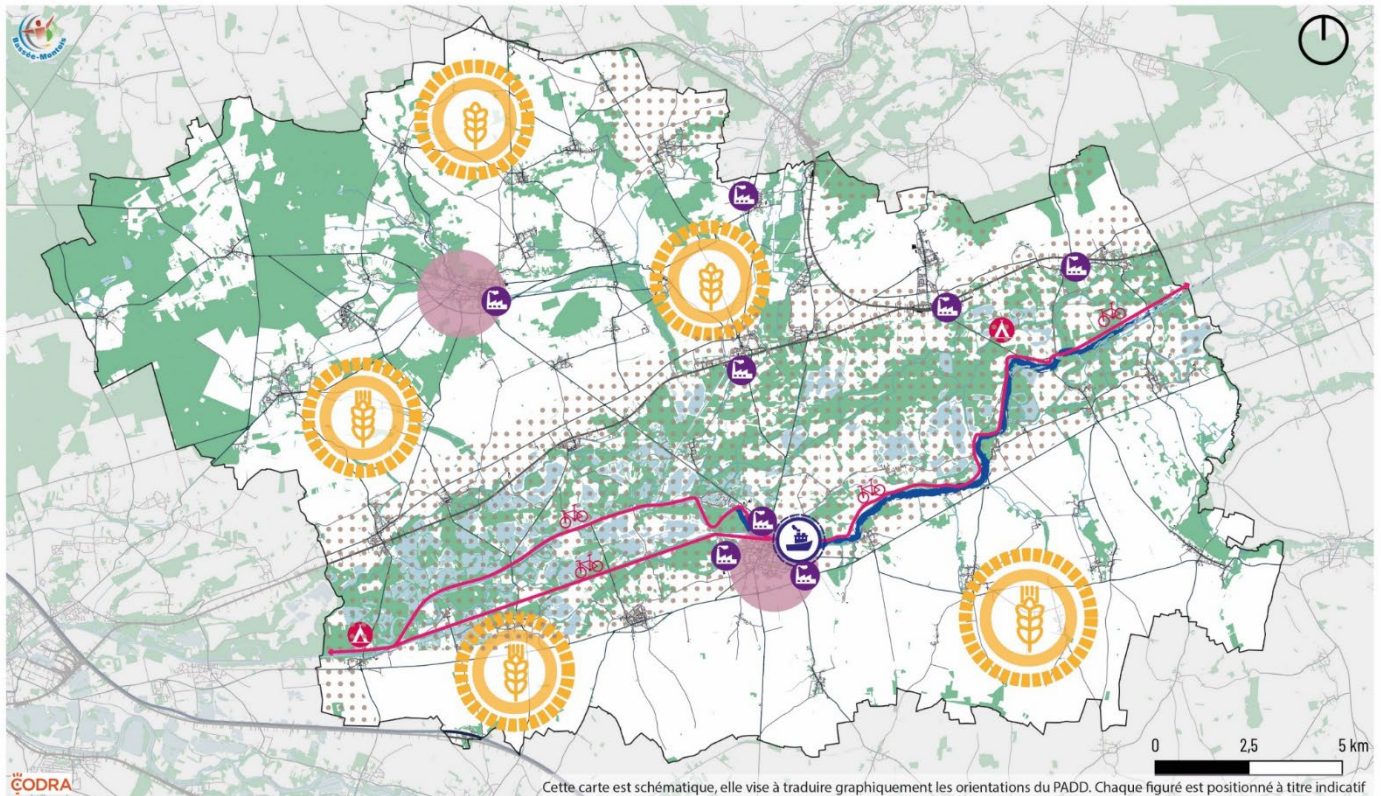 Bassée-Montois
0 2,5 5 km
CODRA
Cette carte est schématique, elle vise à traduire graphiquement les orientations du PADD. Chaque figuré est positionné à titre indicatif